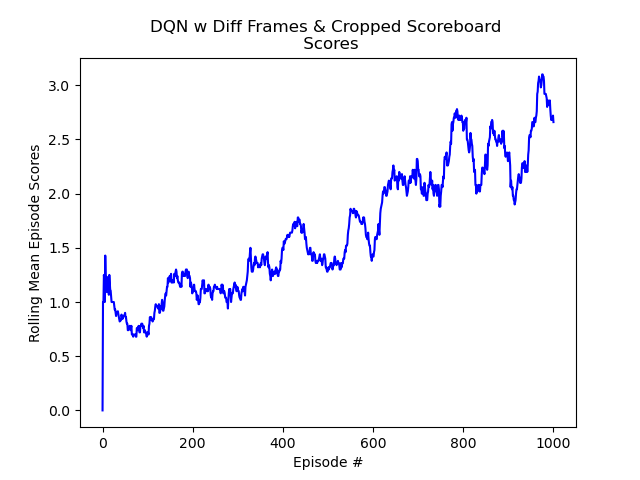 DQN w Diff Frames & Cropped Scoreboard
Scores
Rolling Mean Episode Scores
3.0
2.5
2.0
1.5
1.0
0.5
0.0
0 200 400 600 800 1000
Episode #